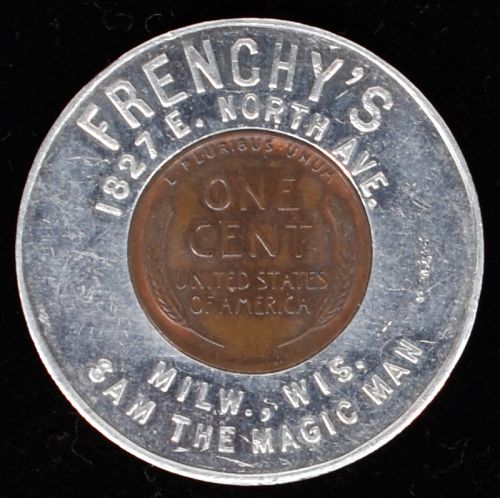 FRENCHY'S
1827 E. NORTH AVE.
E·PLURIBUS·UNUM
ONE
CENT
UNITED STATES
OF AMERICA
MILW., WIS.
SAM THE MAGIC MAN